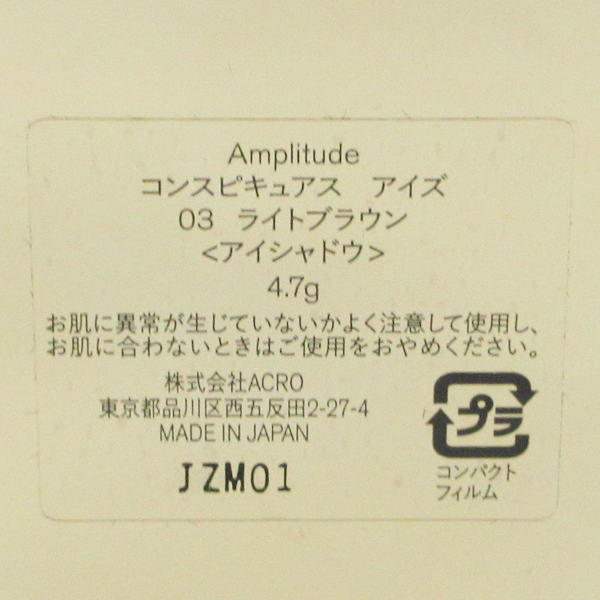 Amplitude
コンスピキュアス アイズ
03 ライトブラウン
<アイシャドウ>
4.7g
お肌に異常が生じていないかよく注意して使用し、
お肌に合わないときはご使用をおやめください。
株式会社ACRO
東京都品川区西五反田2-27-4
MADE IN JAPAN
JZM01
プラ
コンパクト
フィルム